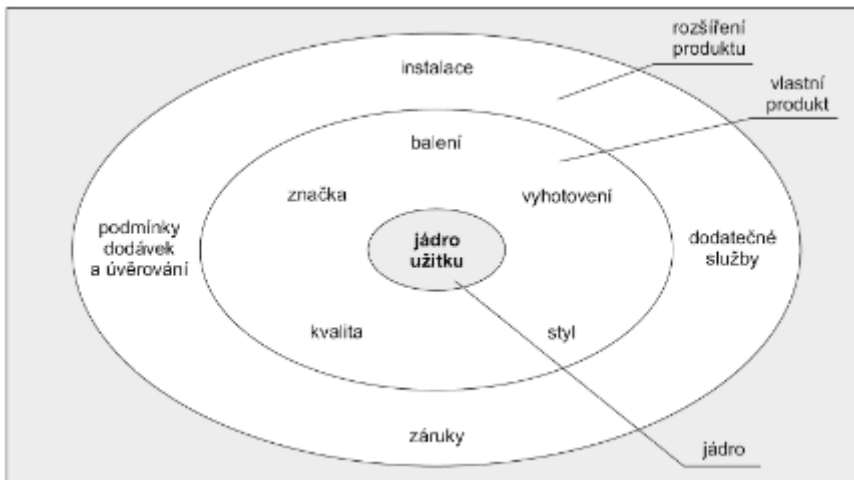 rozšíření
produktu
instalace
vlastní
produkt
balení
značka
vyhotovení
podmínky
dodávek
a úvěrování
jádro
užitku
dodatečné
služby
kvalita
styl
záruky
jádro